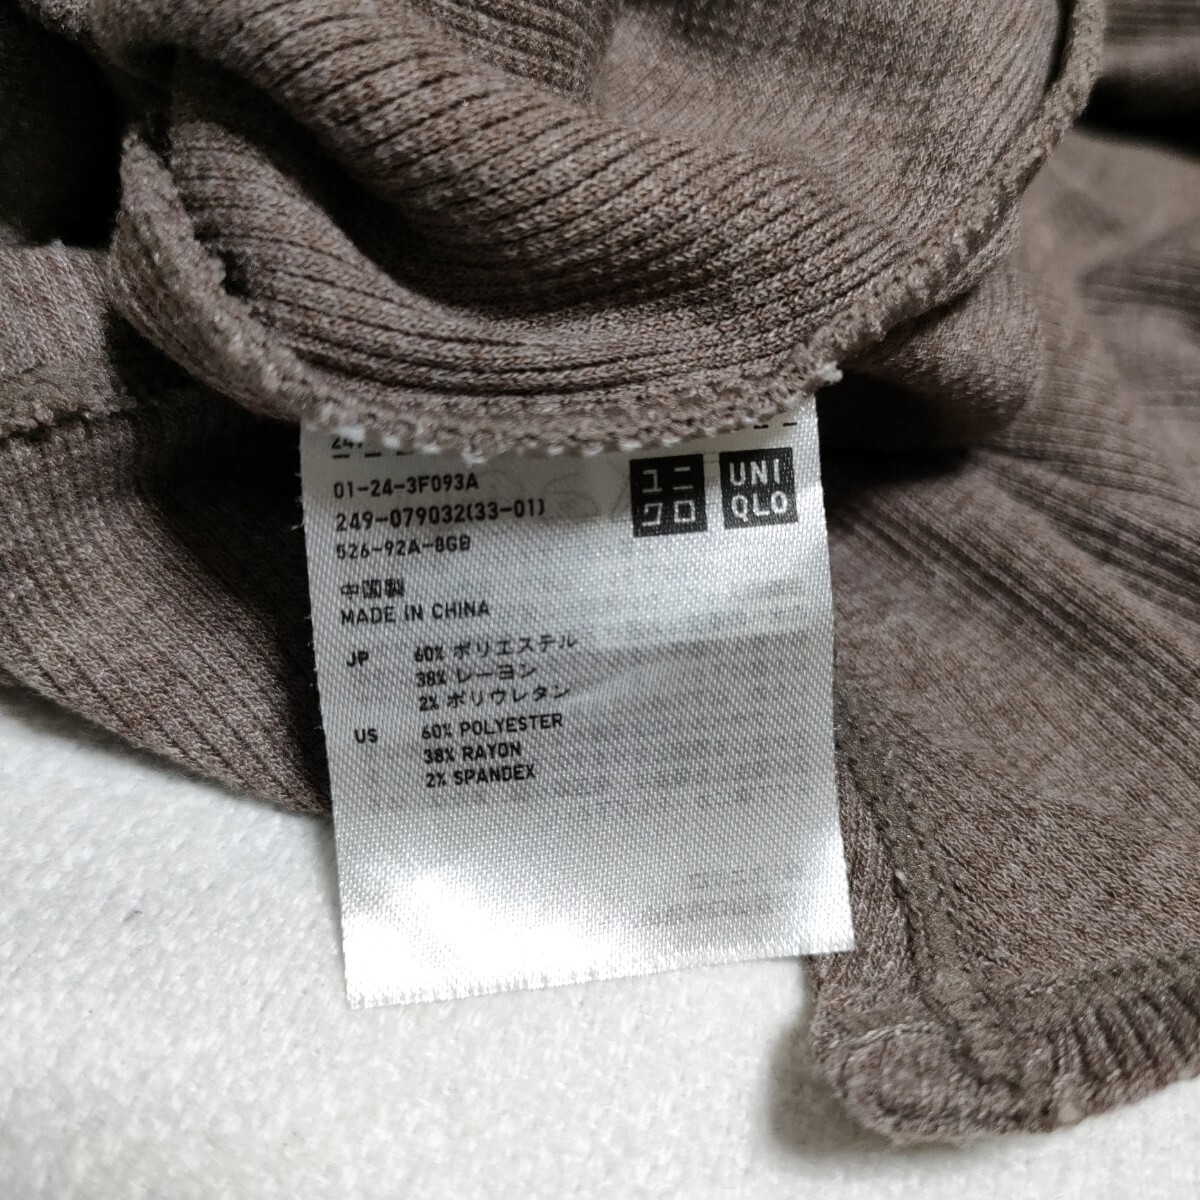 01-24-3F093A
249-079032(33-01)
526-92A-8GB
ユニ
クロ
UNI
QLO
中国製
MADE IN CHINA
JP 60% ポリエステル
38% レーヨン
2% ポリウレタン
US 60% POLYESTER
38% RAYON
2% SPANDEX